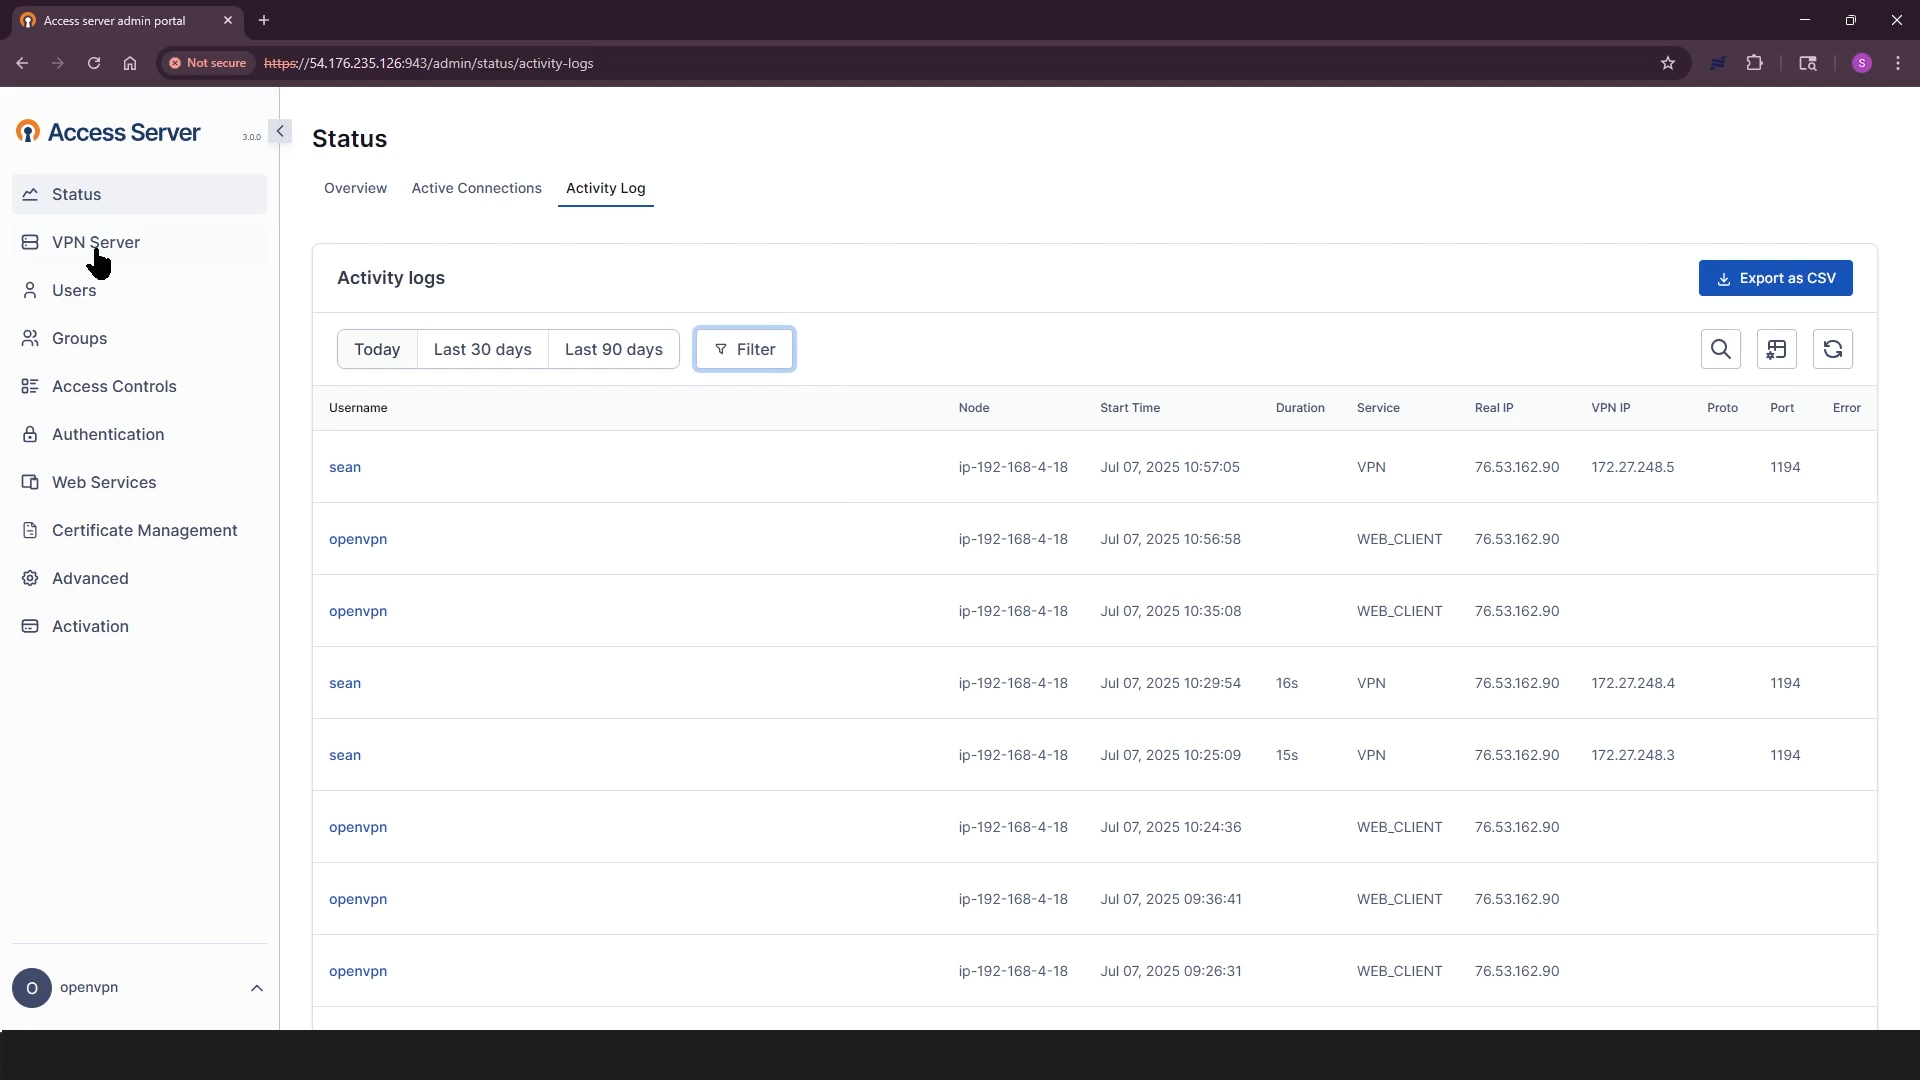 Access server admin portal
Not secure https://54.176.235.126:943/admin/status/activity-logs
S
Access Server 3.0.0
Status
VPN Server
Users
Groups
Access Controls
Authentication
Web Services
Certificate Management
Advanced
Activation
O openvpn
Status
Overview Active Connections Activity Log
Activity logs Export as CSV
Today Last 30 days Last 90 days Filter
Username Node Start Time Duration Service Real IP VPN IP Proto Port Error
sean ip-192-168-4-18 Jul 07, 2025 10:57:05 VPN 76.53.162.90 172.27.248.5 1194
openvpn ip-192-168-4-18 Jul 07, 2025 10:56:58 WEB_CLIENT 76.53.162.90
openvpn ip-192-168-4-18 Jul 07, 2025 10:35:08 WEB_CLIENT 76.53.162.90
sean ip-192-168-4-18 Jul 07, 2025 10:29:54 16s VPN 76.53.162.90 172.27.248.4 1194
sean ip-192-168-4-18 Jul 07, 2025 10:25:09 15s VPN 76.53.162.90 172.27.248.3 1194
openvpn ip-192-168-4-18 Jul 07, 2025 10:24:36 WEB_CLIENT 76.53.162.90
openvpn ip-192-168-4-18 Jul 07, 2025 09:36:41 WEB_CLIENT 76.53.162.90
openvpn ip-192-168-4-18 Jul 07, 2025 09:26:31 WEB_CLIENT 76.53.162.90